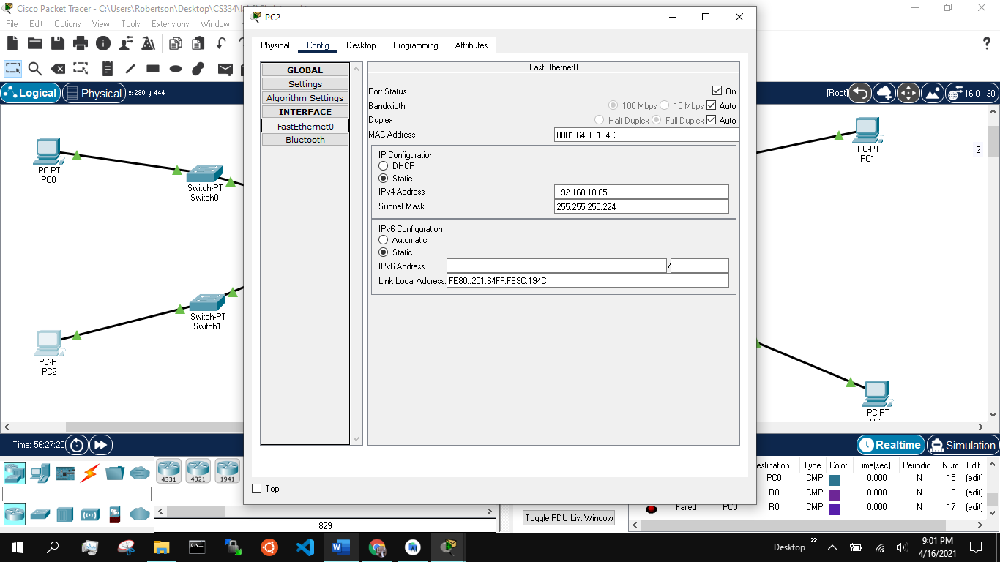 Cisco Packet Tracer - C:\Users\Robertson\Desktop\CS334\
PC2
File Edit Options View Tools Extensions Window
Physical Config Desktop Programming Attributes
GLOBAL
Settings
Algorithm Settings
INTERFACE
FastEthernet0
Bluetooth
FastEthernet0
Port Status On
Bandwidth 100 Mbps 10 Mbps Auto
Duplex Half Duplex Full Duplex Auto
MAC Address 0001.649C.194C
IP Configuration
DHCP
Static
IPv4 Address 192.168.10.65
Subnet Mask 255.255.255.224
IPv6 Configuration
Automatic
Static
IPv6 Address /
Link Local Address: FE80::201:64FF:FE9C:194C
Top
Logical Physical x: 280, y: 444
[Root] 16:01:30
PC-PT
PC0
Switch-PT
Switch0
Switch-PT
Switch1
PC-PT
PC2
PC-PT
PC1
2
PC-PT
Time: 56:27:20
Realtime Simulation
4331 4321 1941
829
Toggle PDU List Window
estination Type Color Time(sec) Periodic Num Edit
PC0 ICMP 0.000 N 15 (edit)
R0 ICMP 0.000 N 16 (edit)
Failed PC0 R0 ICMP 0.000 N 17 (edit)
Desktop
9:01 PM
4/16/2021